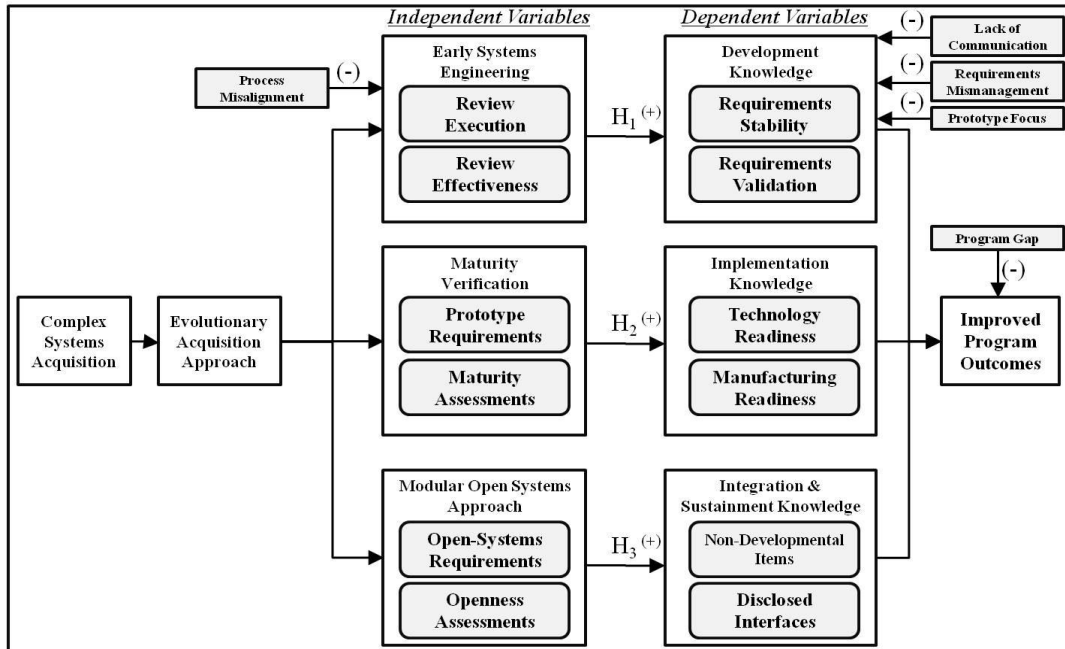 Independent Variables
Dependent Variables
(-)
Lack of
Communication
Early Systems
Engineering
Development
Knowledge
Process
Misalignment
(-)
(-)
Requirements
Mismanagement
Review
Execution
H1 (+)
Requirements
Stability
(-)
Prototype Focus
Review
Effectiveness
Requirements
Validation
Program Gap
(-)
Maturity
Verification
Implementation
Knowledge
Complex
Systems
Acquisition
Evolutionary
Acquisition
Approach
Prototype
Requirements
H2 (+)
Technology
Readiness
Improved
Program
Outcomes
Maturity
Assessments
Manufacturing
Readiness
Modular Open Systems
Approach
Integration &
Sustainment Knowledge
Open-Systems
Requirements
H3 (+)
Non-Developmental
Items
Openness
Assessments
Disclosed
Interfaces